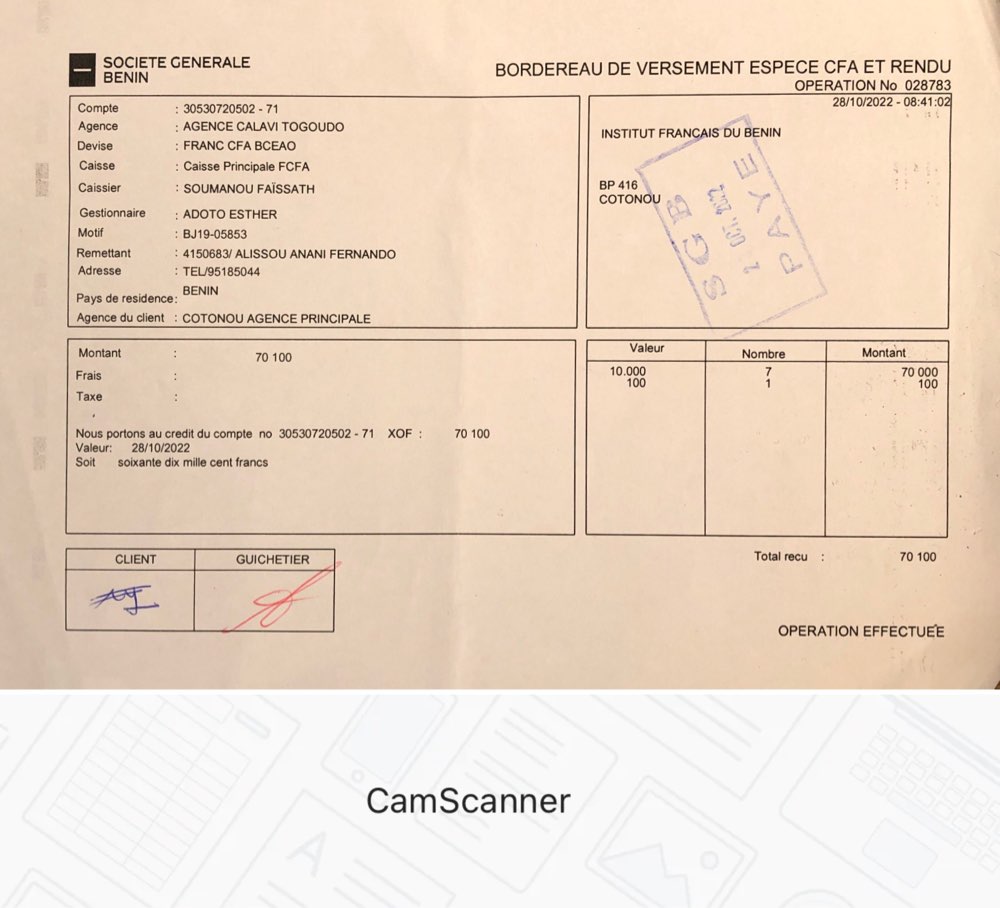 SOCIETE GENERALE
BENIN
BORDEREAU DE VERSEMENT ESPECE CFA ET RENDU
OPERATION No 028783
28/10/2022 - 08:41:02
Compte : 30530720502 - 71
Agence : AGENCE CALAVI TOGOUDO
Devise : FRANC CFA BCEAO
Caisse : Caisse Principale FCFA
Caissier : SOUMANOU FAÏSSATH
Gestionnaire : ADOTO ESTHER
Motif : BJ19-05853
Remettant : 4150683/ ALISSOU ANANI FERNANDO
Adresse : TEL/95185044
Pays de residence: BENIN
Agence du client : COTONOU AGENCE PRINCIPALE
INSTITUT FRANCAIS DU BENIN
BP 416
COTONOU
SGB
OCT. 2022
PAYE
Montant : 70 100
Frais :
Taxe :
Nous portons au credit du compte no 30530720502 - 71 XOF : 70 100
Valeur: 28/10/2022
Soit soixante dix mille cent francs
Valeur Nombre Montant
10.000 7 70 000
100 1 100
CLIENT GUICHETIER
Total recu : 70 100
OPERATION EFFECTUEE
CamScanner